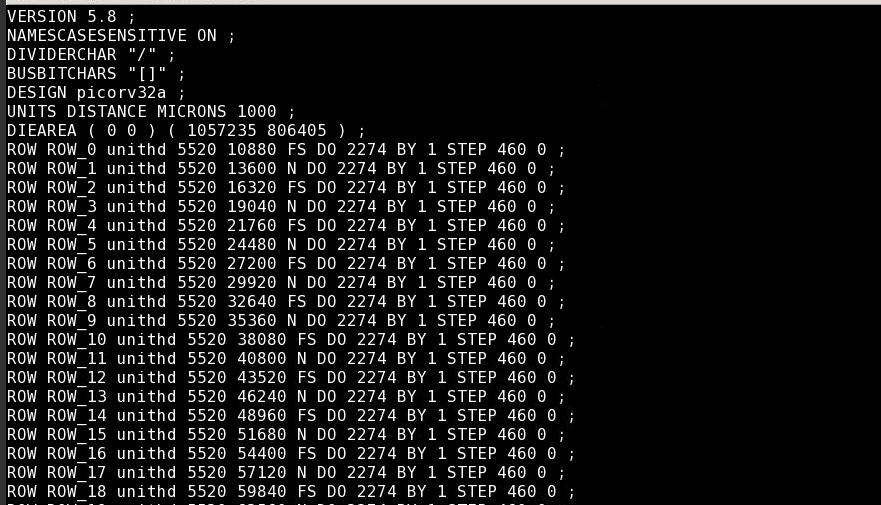 VERSION 5.8 ;
NAMESCASESENSITIVE ON ;
DIVIDERCHAR "/" ;
BUSBITCHARS "[]" ;
DESIGN picorv32a ;
UNITS DISTANCE MICRONS 1000 ;
DIEAREA ( 0 0 ) ( 1057235 806405 ) ;
ROW ROW_0 unithd 5520 10880 FS DO 2274 BY 1 STEP 460 0 ;
ROW ROW_1 unithd 5520 13600 N DO 2274 BY 1 STEP 460 0 ;
ROW ROW_2 unithd 5520 16320 FS DO 2274 BY 1 STEP 460 0 ;
ROW ROW_3 unithd 5520 19040 N DO 2274 BY 1 STEP 460 0 ;
ROW ROW_4 unithd 5520 21760 FS DO 2274 BY 1 STEP 460 0 ;
ROW ROW_5 unithd 5520 24480 N DO 2274 BY 1 STEP 460 0 ;
ROW ROW_6 unithd 5520 27200 FS DO 2274 BY 1 STEP 460 0 ;
ROW ROW_7 unithd 5520 29920 N DO 2274 BY 1 STEP 460 0 ;
ROW ROW_8 unithd 5520 32640 FS DO 2274 BY 1 STEP 460 0 ;
ROW ROW_9 unithd 5520 35360 N DO 2274 BY 1 STEP 460 0 ;
ROW ROW_10 unithd 5520 38080 FS DO 2274 BY 1 STEP 460 0 ;
ROW ROW_11 unithd 5520 40800 N DO 2274 BY 1 STEP 460 0 ;
ROW ROW_12 unithd 5520 43520 FS DO 2274 BY 1 STEP 460 0 ;
ROW ROW_13 unithd 5520 46240 N DO 2274 BY 1 STEP 460 0 ;
ROW ROW_14 unithd 5520 48960 FS DO 2274 BY 1 STEP 460 0 ;
ROW ROW_15 unithd 5520 51680 N DO 2274 BY 1 STEP 460 0 ;
ROW ROW_16 unithd 5520 54400 FS DO 2274 BY 1 STEP 460 0 ;
ROW ROW_17 unithd 5520 57120 N DO 2274 BY 1 STEP 460 0 ;
ROW ROW_18 unithd 5520 59840 FS DO 2274 BY 1 STEP 460 0 ;